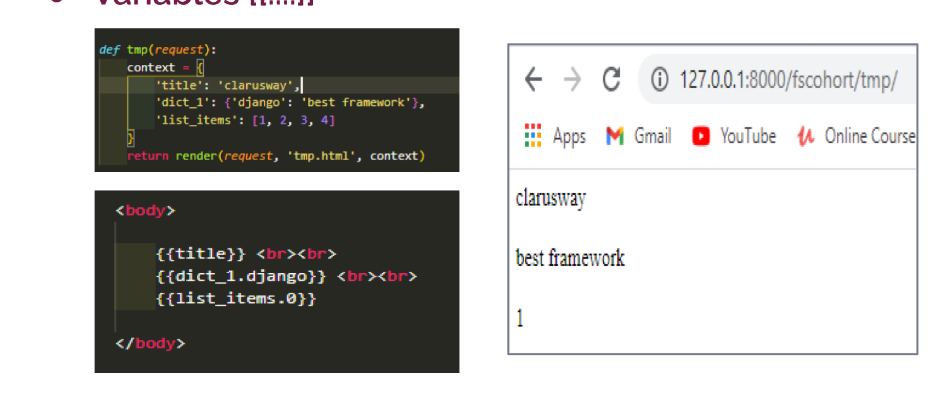 Variables {{....}}
def tmp(request):
context = {
'title': 'clarusway',
'dict_1': {'django': 'best framework'},
'list_items': [1, 2, 3, 4]
}
return render(request, 'tmp.html', context)
<body>
{{title}} <br><br>
{{dict_1.django}} <br><br>
{{list_items.0}}
</body>
127.0.0.1:8000/fscohort/tmp/
Apps Gmail YouTube Online Course
clarusway
best framework
1